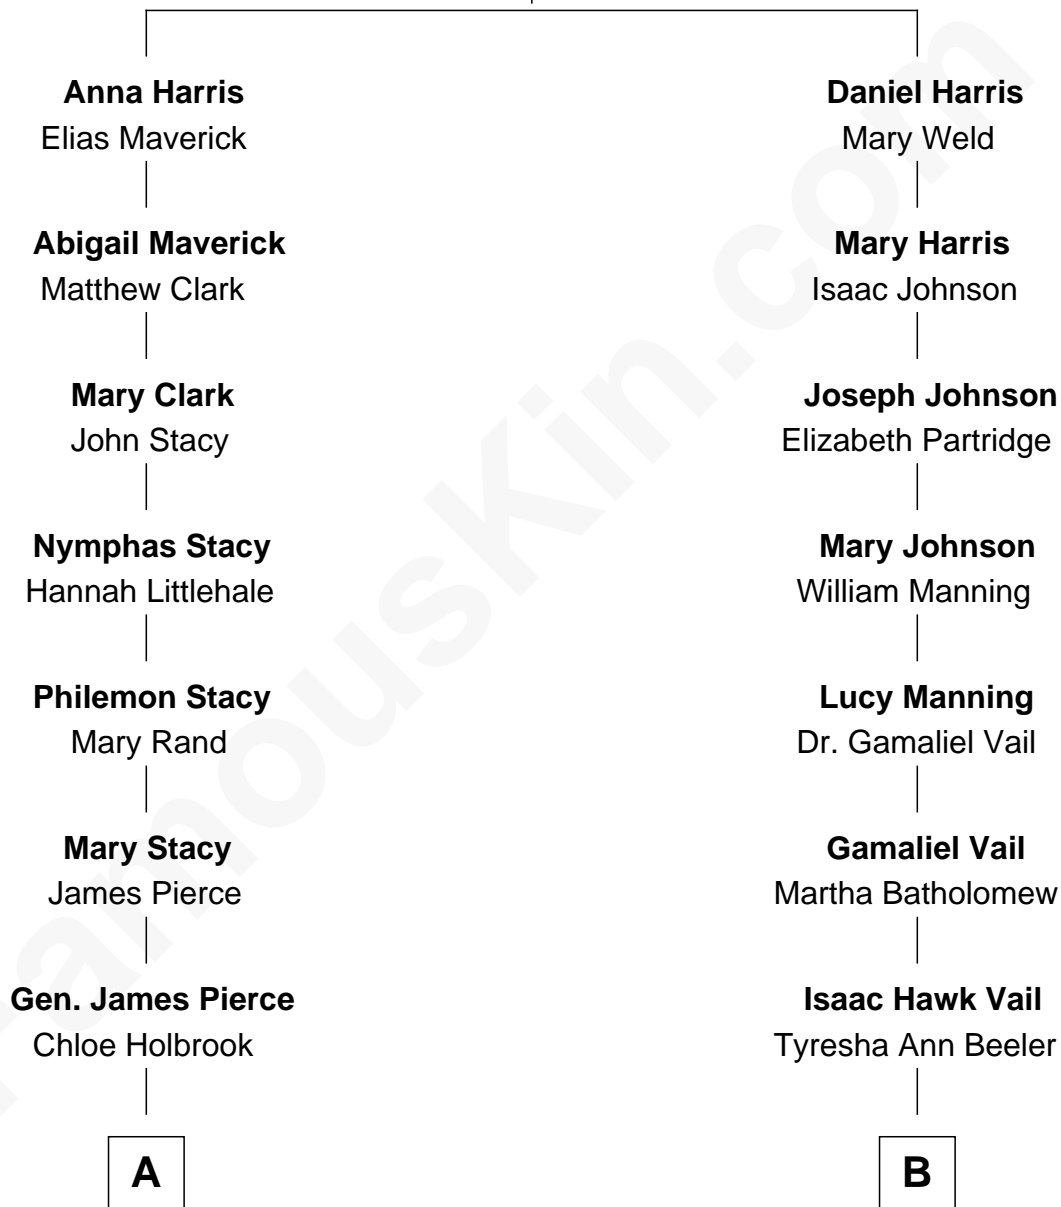 Anna Harris
Elias Maverick
Abigail Maverick
Matthew Clark
Mary Clark
John Stacy
Nymphas Stacy
Hannah Littlehale
Philemon Stacy
Mary Rand
Mary Stacy
James Pierce
Gen. James Pierce
Chloe Holbrook
A
Daniel Harris
Mary Weld
Mary Harris
Isaac Johnson
Joseph Johnson
Elizabeth Partridge
Mary Johnson
William Manning
Lucy Manning
Dr. Gamaliel Vail
Gamaliel Vail
Martha Batholomew
Isaac Hawk Vail
Tyresha Ann Beeler
B
FamousKin.com